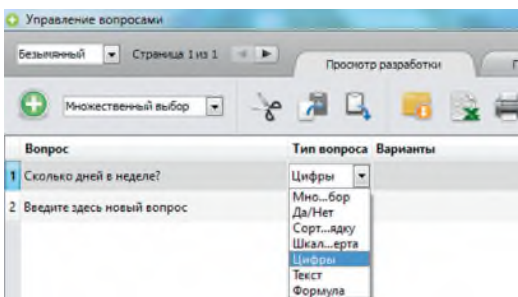 Управление вопросами
Безымянный Страница 1 из 1
Просмотр разработки
Множественный выбор
Вопрос Тип вопроса Варианты
1 Сколько дней в неделе? Цифры
2 Введите здесь новый вопрос
Мно...бор
Да/Нет
Сорт...ядку
Шкал...ерта
Цифры
Текст
Формула